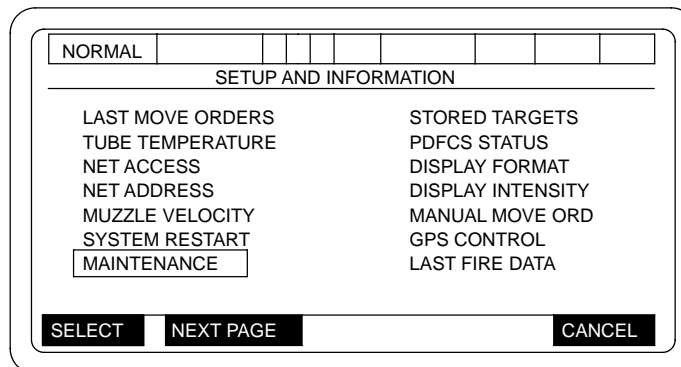 NORMAL
SETUP AND INFORMATION
LAST MOVE ORDERS
TUBE TEMPERATURE
NET ACCESS
NET ADDRESS
MUZZLE VELOCITY
SYSTEM RESTART
MAINTENANCE
STORED TARGETS
PDFCS STATUS
DISPLAY FORMAT
DISPLAY INTENSITY
MANUAL MOVE ORD
GPS CONTROL
LAST FIRE DATA
SELECT NEXT PAGE CANCEL